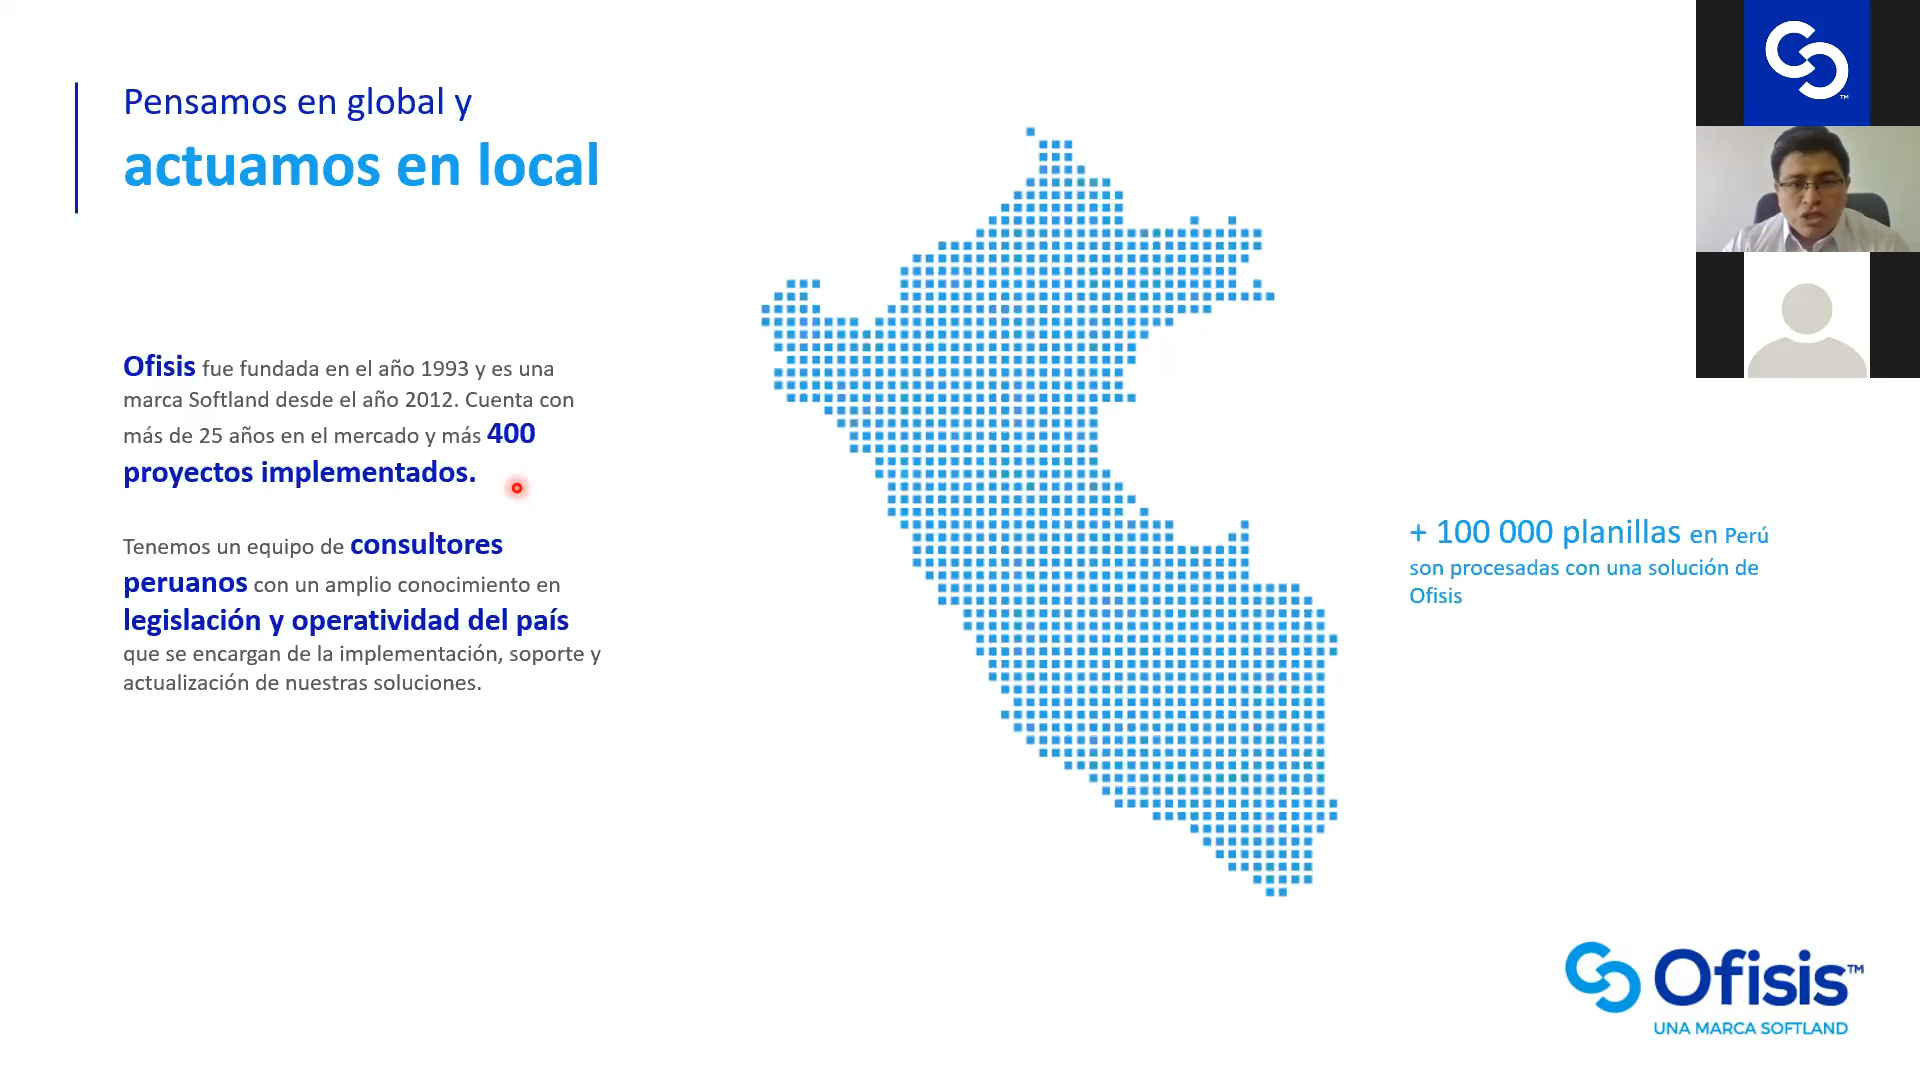 Pensamos en global y
actuamos en local
Ofisis fue fundada en el año 1993 y es una
marca Softland desde el año 2012. Cuenta con
más de 25 años en el mercado y más 400
proyectos implementados.
Tenemos un equipo de consultores
peruanos con un amplio conocimiento en
legislación y operatividad del país
que se encargan de la implementación, soporte y
actualización de nuestras soluciones.
+ 100 000 planillas en Perú
son procesadas con una solución de
Ofisis
Ofisis™
UNA MARCA SOFTLAND
™